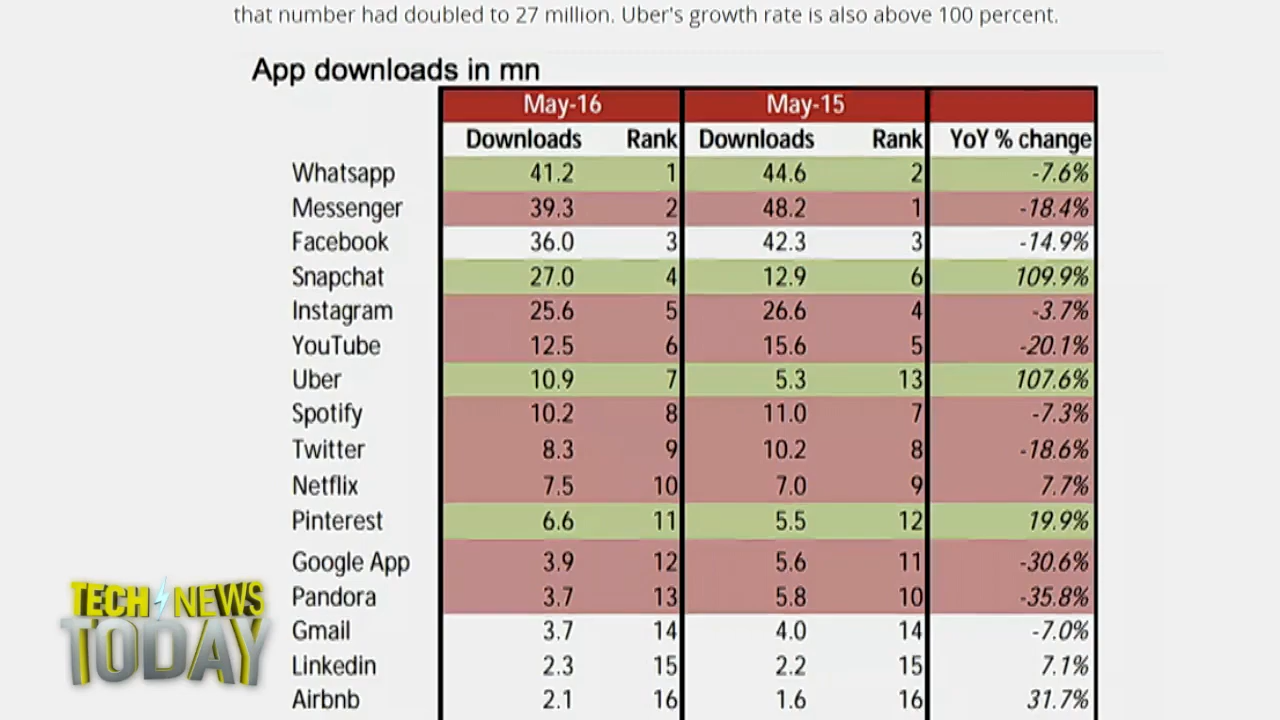 that number had doubled to 27 million. Uber's growth rate is also above 100 percent.
App downloads in mn
May-16 May-15
Downloads Rank Downloads Rank YoY % change
Whatsapp 41.2 1 44.6 2 -7.6%
Messenger 39.3 2 48.2 1 -18.4%
Facebook 36.0 3 42.3 3 -14.9%
Snapchat 27.0 4 12.9 6 109.9%
Instagram 25.6 5 26.6 4 -3.7%
YouTube 12.5 6 15.6 5 -20.1%
Uber 10.9 7 5.3 13 107.6%
Spotify 10.2 8 11.0 7 -7.3%
Twitter 8.3 9 10.2 8 -18.6%
Netflix 7.5 10 7.0 9 7.7%
Pinterest 6.6 11 5.5 12 19.9%
Google App 3.9 12 5.6 11 -30.6%
Pandora 3.7 13 5.8 10 -35.8%
Gmail 3.7 14 4.0 14 -7.0%
Linkedin 2.3 15 2.2 15 7.1%
Airbnb 2.1 16 1.6 16 31.7%
TECH NEWS
TODAY